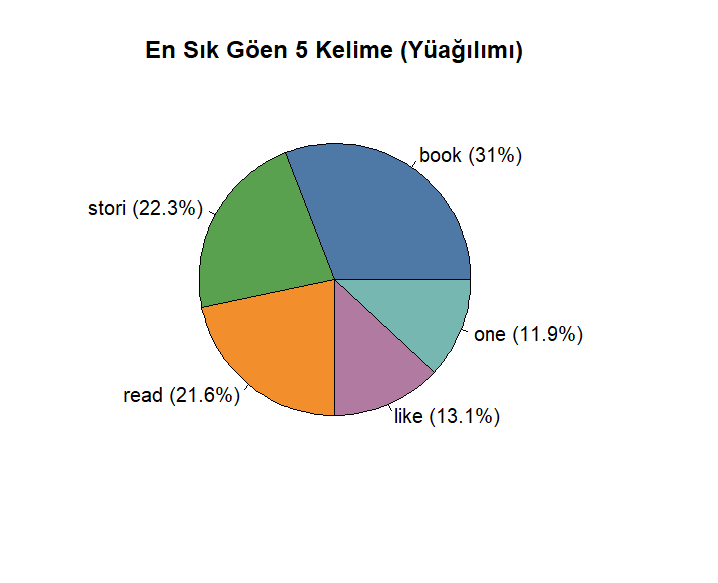 En Sık Göen 5 Kelime (Yüağılımı)
book (31%)
stori (22.3%)
one (11.9%)
read (21.6%)
like (13.1%)